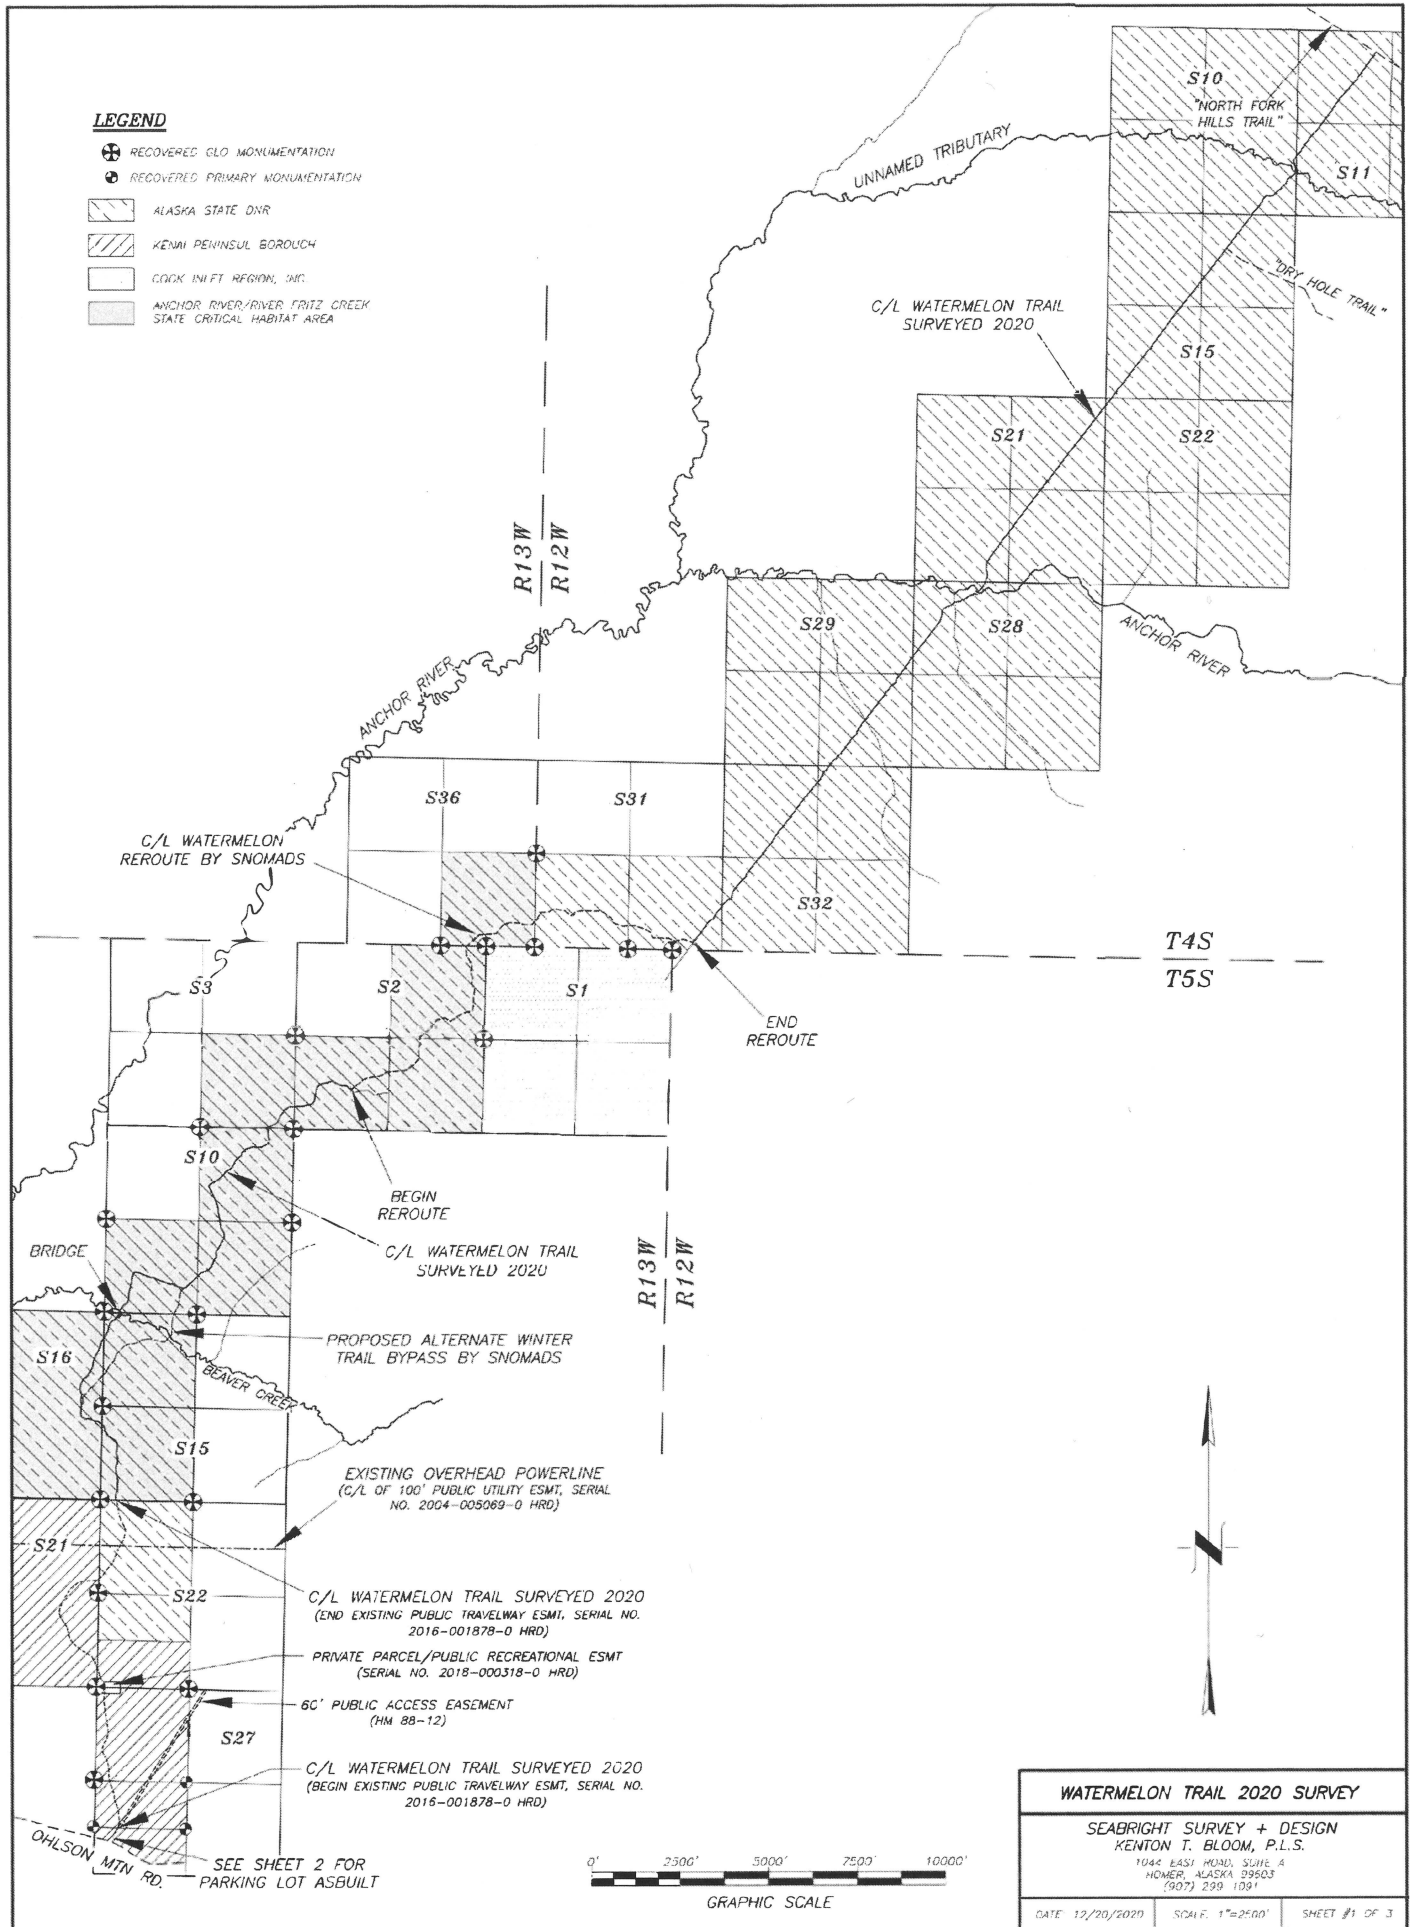 LEGEND
RECOVERED GLO MONUMENTATION
RECOVERED PRIMARY MONUMENTATION
ALASKA STATE DNR
KENAI PENINSUL BOROUGH
COOK INLET REGION, INC.
ANCHOR RIVER/RIVER FRITZ CREEK
STATE CRITICAL HABITAT AREA
S10
"NORTH FORK
HILLS TRAIL"
UNNAMED TRIBUTARY
S11
"DRY HOLE TRAIL"
C/L WATERMELON TRAIL
SURVEYED 2020
S15
S21
S22
R13W
R12W
S29
S28
ANCHOR RIVER
ANCHOR RIVER
S36
S31
C/L WATERMELON
REROUTE BY SNOMADS
S32
T4S
T5S
S3
S2
S1
END
REROUTE
S10
BEGIN
REROUTE
BRIDGE
C/L WATERMELON TRAIL
SURVEYED 2020
R13W
R12W
PROPOSED ALTERNATE WINTER
TRAIL BYPASS BY SNOMADS
S16
BEAVER CREEK
S15
EXISTING OVERHEAD POWERLINE
(C/L OF 100' PUBLIC UTILITY ESMT, SERIAL
NO. 2004-005069-0 HRD)
S21
S22
C/L WATERMELON TRAIL SURVEYED 2020
(END EXISTING PUBLIC TRAVELWAY ESMT, SERIAL NO.
2016-001878-0 HRD)
PRIVATE PARCEL/PUBLIC RECREATIONAL ESMT
(SERIAL NO. 2018-000318-0 HRD)
60' PUBLIC ACCESS EASEMENT
(HM 88-12)
S27
C/L WATERMELON TRAIL SURVEYED 2020
(BEGIN EXISTING PUBLIC TRAVELWAY ESMT, SERIAL NO.
2016-001878-0 HRD)
OHLSON MTN RD.
SEE SHEET 2 FOR
PARKING LOT ASBUILT
0' 2500' 5000' 7500' 10000'
GRAPHIC SCALE
N
WATERMELON TRAIL 2020 SURVEY
SEABRIGHT SURVEY + DESIGN
KENTON T. BLOOM, P.L.S.
1044 EAST ROAD, SUITE A
HOMER, ALASKA 99603
(907) 299 1091
DATE: 12/20/2020 SCALE: 1"=2500' SHEET #1 OF 3